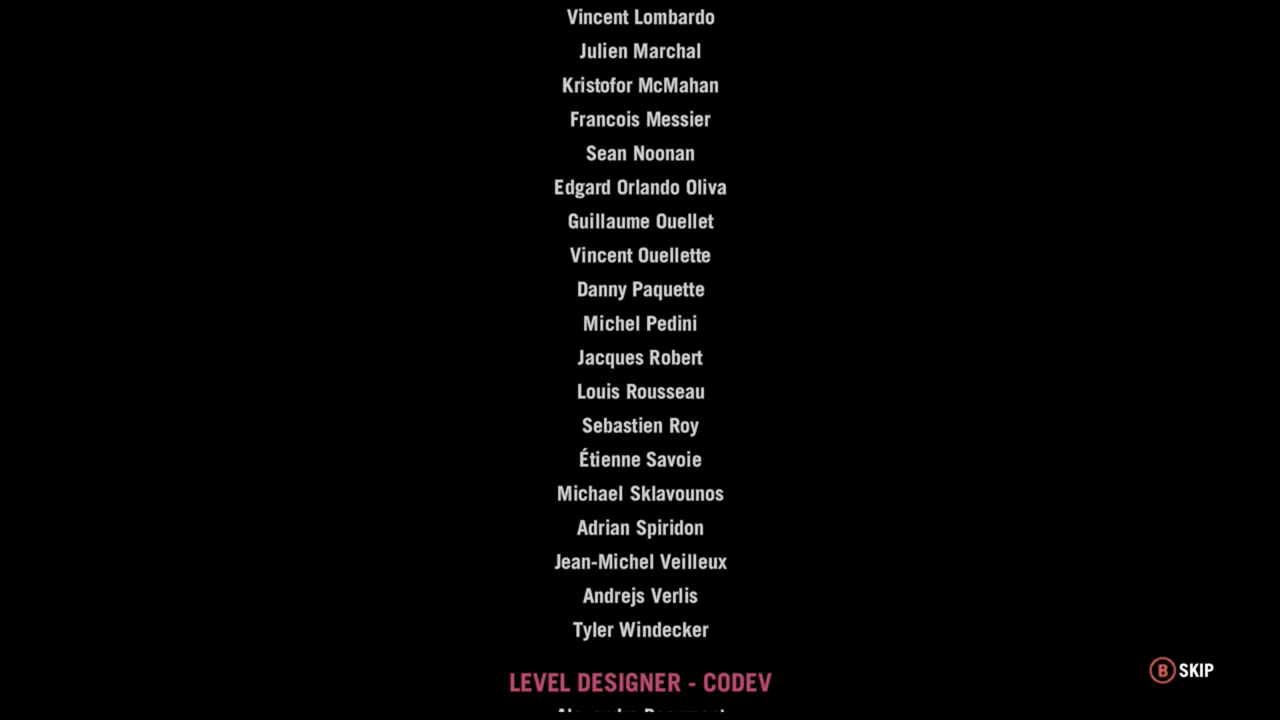 Vincent Lombardo
Julien Marchal
Kristofor McMahan
Francois Messier
Sean Noonan
Edgard Orlando Oliva
Guillaume Ouellet
Vincent Ouellette
Danny Paquette
Michel Pedini
Jacques Robert
Louis Rousseau
Sebastien Roy
Étienne Savoie
Michael Sklavounos
Adrian Spiridon
Jean-Michel Veilleux
Andrejs Verlis
Tyler Windecker
B SKIP
LEVEL DESIGNER - CODEV